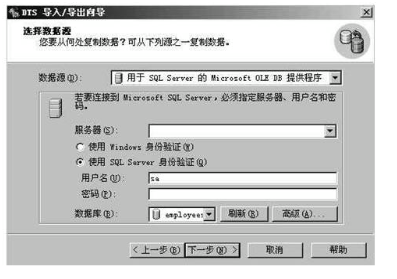 DTS 导入/导出向导
选择数据源
您要从何处复制数据？可从下列源之一复制数据。
数据源(D): 用于 SQL Server 的 Microsoft OLE DB 提供程序
若要连接到 Microsoft SQL Server，必须指定服务器、用户名和密
码。
服务器(S):
使用 Windows 身份验证(W)
使用 SQL Server 身份验证(Q)
用户名(U): sa
密码(P):
数据库(B): employee 刷新(R) 高级(A)...
<上一步(B) 下一步(N)> 取消 帮助